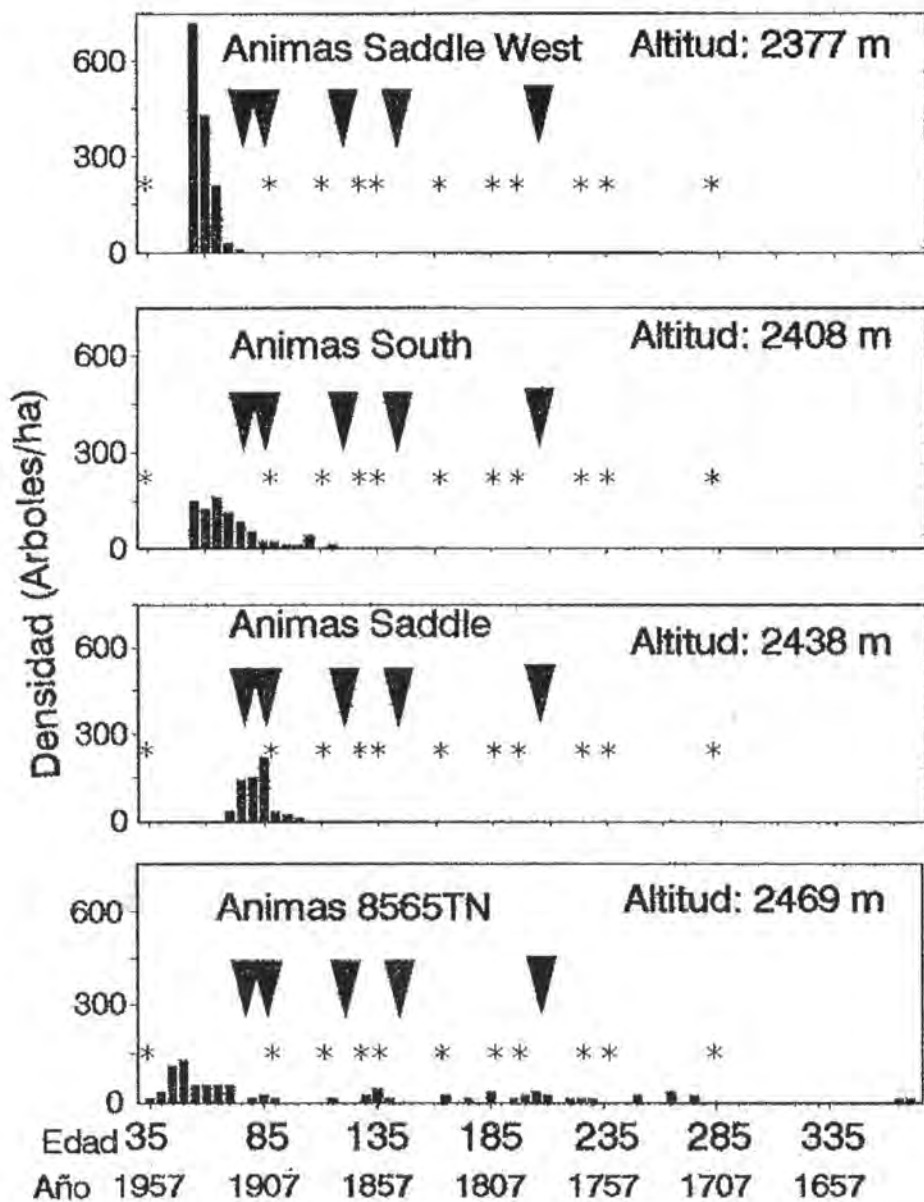 600
300
0
Animas Saddle West
Altitud: 2377 m
* * * * * * * * * * *
600
300
0
Animas South
Altitud: 2408 m
* * * * * * * * * * *
600
300
0
Animas Saddle
Altitud: 2438 m
* * * * * * * * * * *
600
300
0
Animas 8565TN
Altitud: 2469 m
* * * * * * * * * * *
Densidad (Arboles/ha)
Edad 35 85 135 185 235 285 335
Año 1957 1907 1857 1807 1757 1707 1657